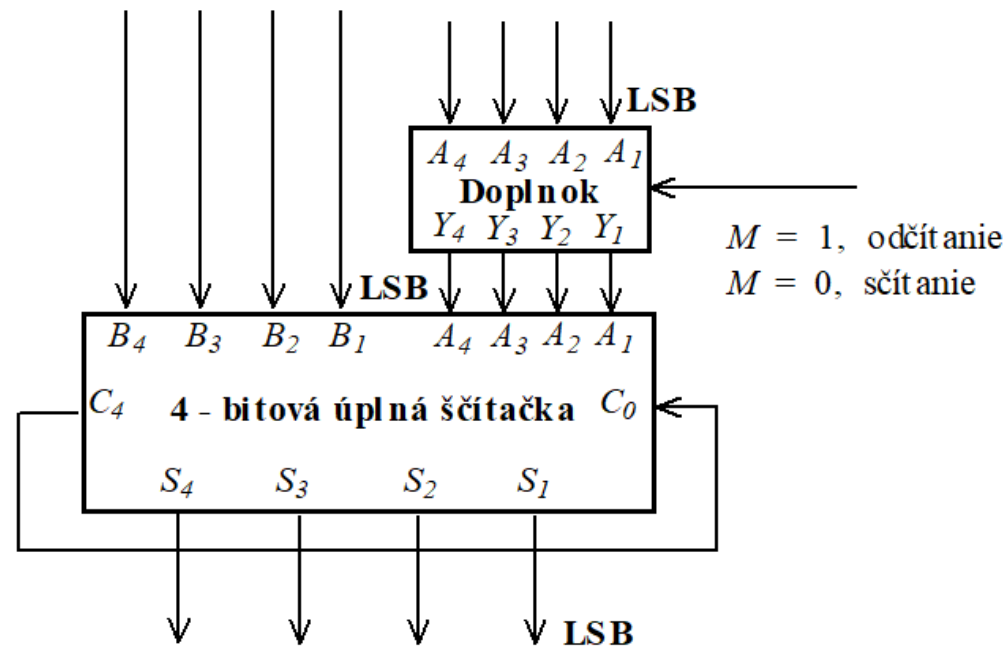 LSB
A4 A3 A2 A1
Doplnok
Y4 Y3 Y2 Y1
M = 1, odčítanie
M = 0, sčítanie
LSB
B4 B3 B2 B1 A4 A3 A2 A1
C4 4 - bitová úplná ščítačka C0
S4 S3 S2 S1
LSB